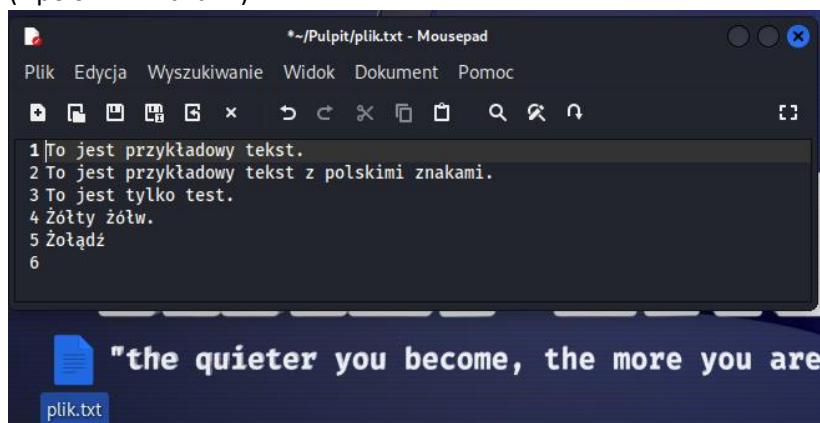 *~/Pulpit/plik.txt - Mousepad
Plik Edycja Wyszukiwanie Widok Dokument Pomoc
1 To jest przykładowy tekst.
2 To jest przykładowy tekst z polskimi znakami.
3 To jest tylko test.
4 Żółty żółw.
5 Żołądź
6
"the quieter you become, the more you are
plik.txt